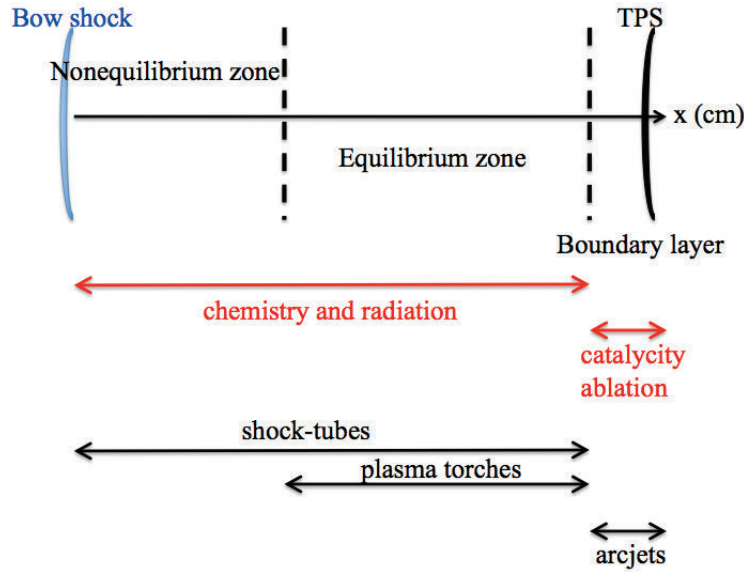 Bow shock
TPS
Nonequilibrium zone
x (cm)
Equilibrium zone
Boundary layer
chemistry and radiation
catalycity
ablation
shock-tubes
plasma torches
arcjets